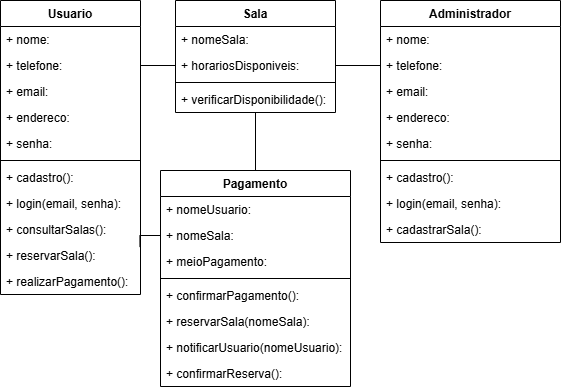 Usuario
+ nome:
+ telefone:
+ email:
+ endereco:
+ senha:
+ cadastro():
+ login(email, senha):
+ consultarSalas():
+ reservarSala():
+ realizarPagamento():
Sala
+ nomeSala:
+ horariosDisponiveis:
+ verificarDisponibilidade():
Administrador
+ nome:
+ telefone:
+ email:
+ endereco:
+ senha:
+ cadastro():
+ login(email, senha):
+ cadastrarSala():
Pagamento
+ nomeUsuario:
+ nomeSala:
+ meioPagamento:
+ confirmarPagamento():
+ reservarSala(nomeSala):
+ notificarUsuario(nomeUsuario):
+ confirmarReserva():